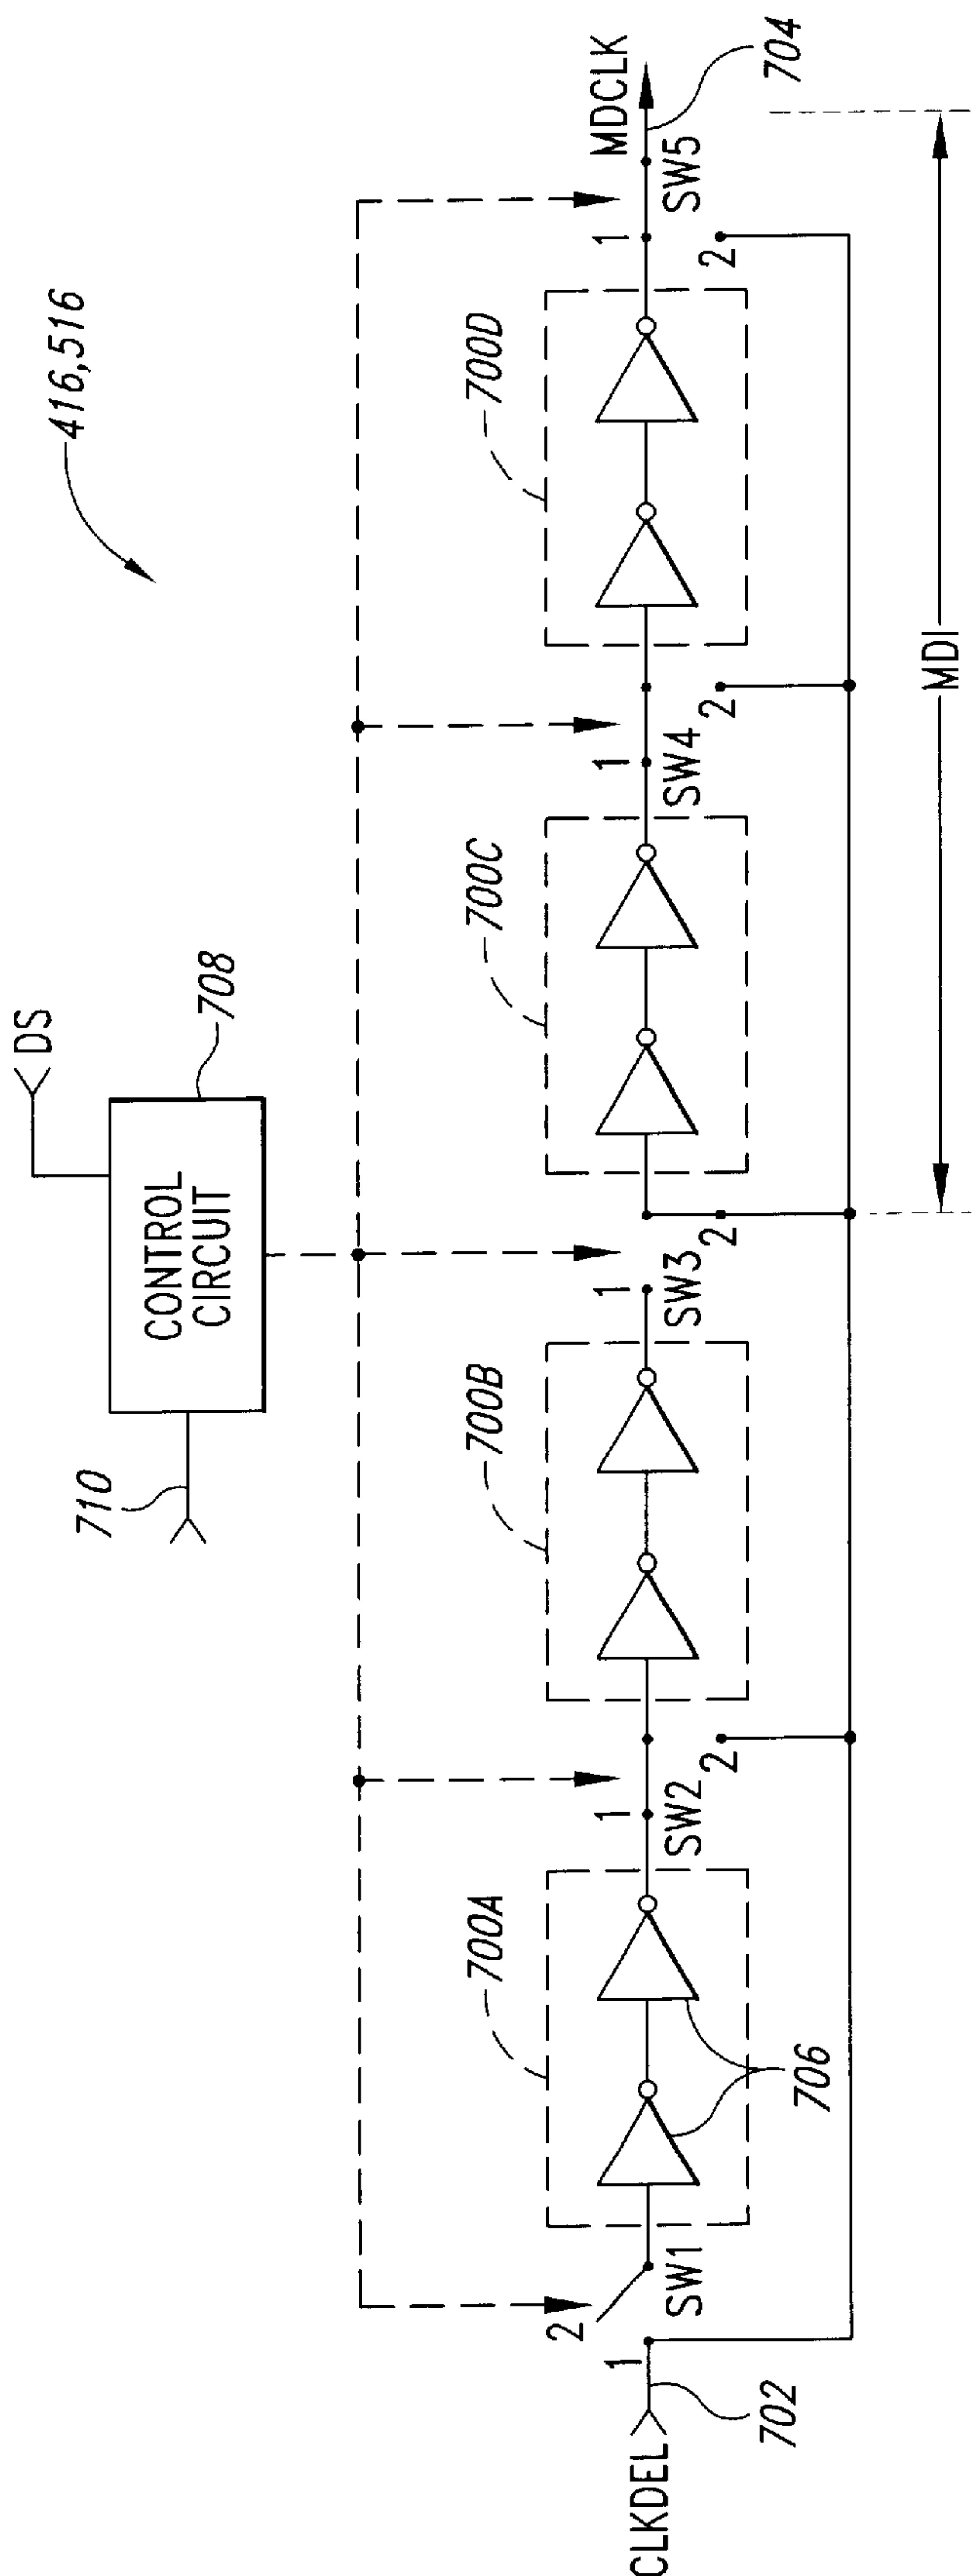 416,516
DS
CONTROL
CIRCUIT
708
710
700A
700B
700C
700D
CLKDEL
702
1
2
SW1
706
1
SW2
2
1
SW3
2
1
SW4
2
1
SW5
2
MDCLK
704
MDI